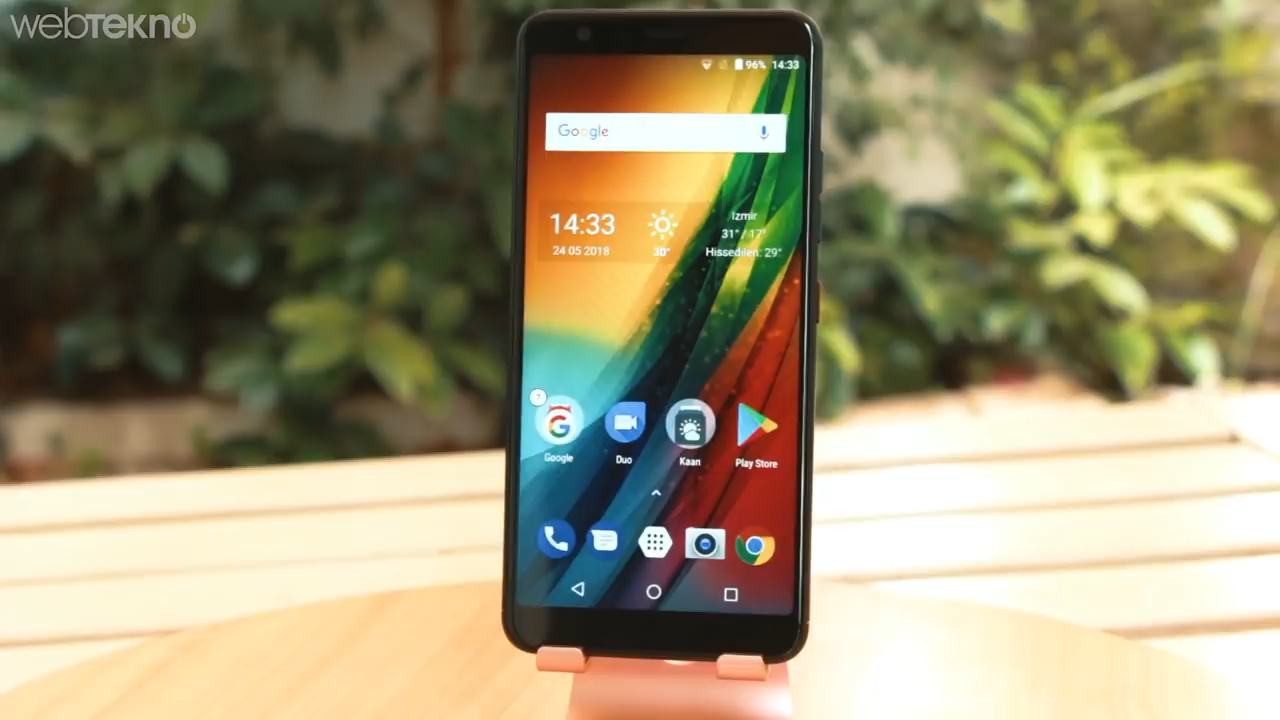 webTEKNO
96% 14:33
Google
14:33
24 05 2018
30°
Izmir
31° / 17°
Hissedilen: 29°
Google
Duo
Kaan
Play Store